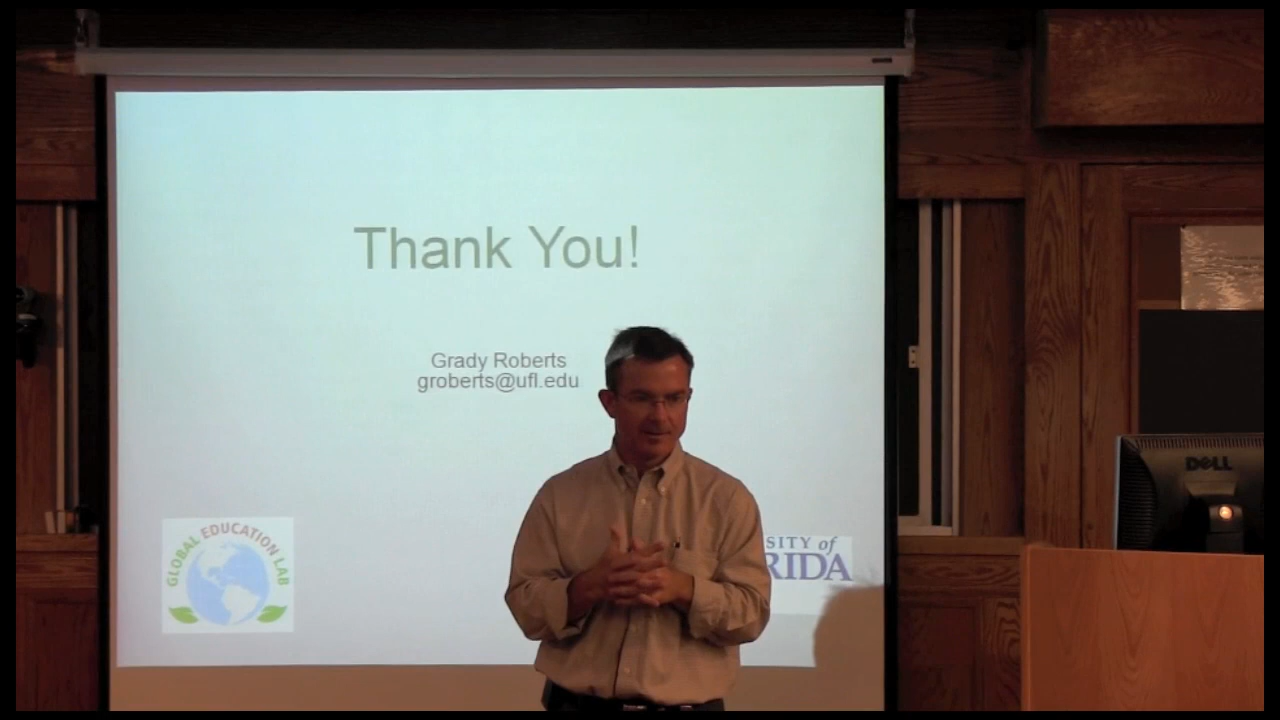 Thank You!
Grady Roberts
groberts@ufl.edu
GLOBAL EDUCATION LAB
SITY of
RIDA
DELL